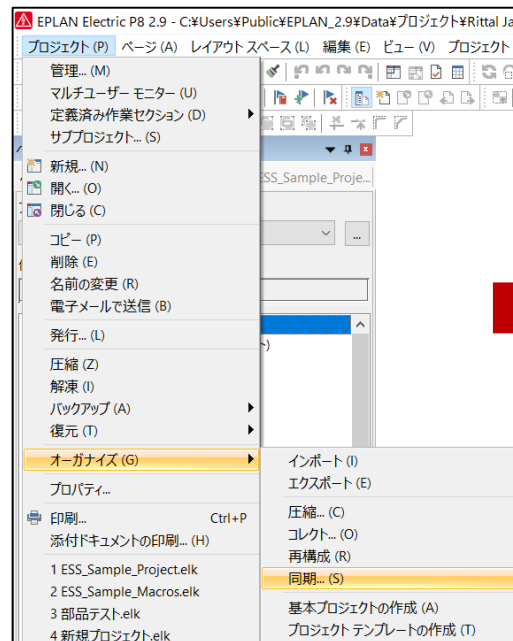 EPLAN Electric P8 2.9 - C:¥Users¥Public¥EPLAN_2.9¥Data¥プロジェクト¥Rittal Ja
プロジェクト (P) ページ (A) レイアウト スペース (L) 編集 (E) ビュー (V) プロジェクト
管理... (M)
マルチユーザー モニター (U)
定義済み作業セクション (D)
サブプロジェクト... (S)
新規... (N)
ESS_Sample_Proje...
開く... (O)
閉じる (C)
コピー (P)
...
削除 (E)
名前の変更 (R)
電子メールで送信 (B)
発行... (L)
圧縮 (Z)
解凍 (I)
バックアップ (A)
復元 (T)
オーガナイズ (G)
インポート (I)
プロパティ...
エクスポート (E)
印刷... Ctrl+P
圧縮... (C)
添付ドキュメントの印刷... (H)
コレクト... (O)
再構成 (R)
1 ESS_Sample_Project.elk
同期... (S)
2 ESS_Sample_Macros.elk
3 部品テスト.elk
基本プロジェクトの作成 (A)
4 新規プロジェクト.elk
プロジェクト テンプレートの作成 (T)